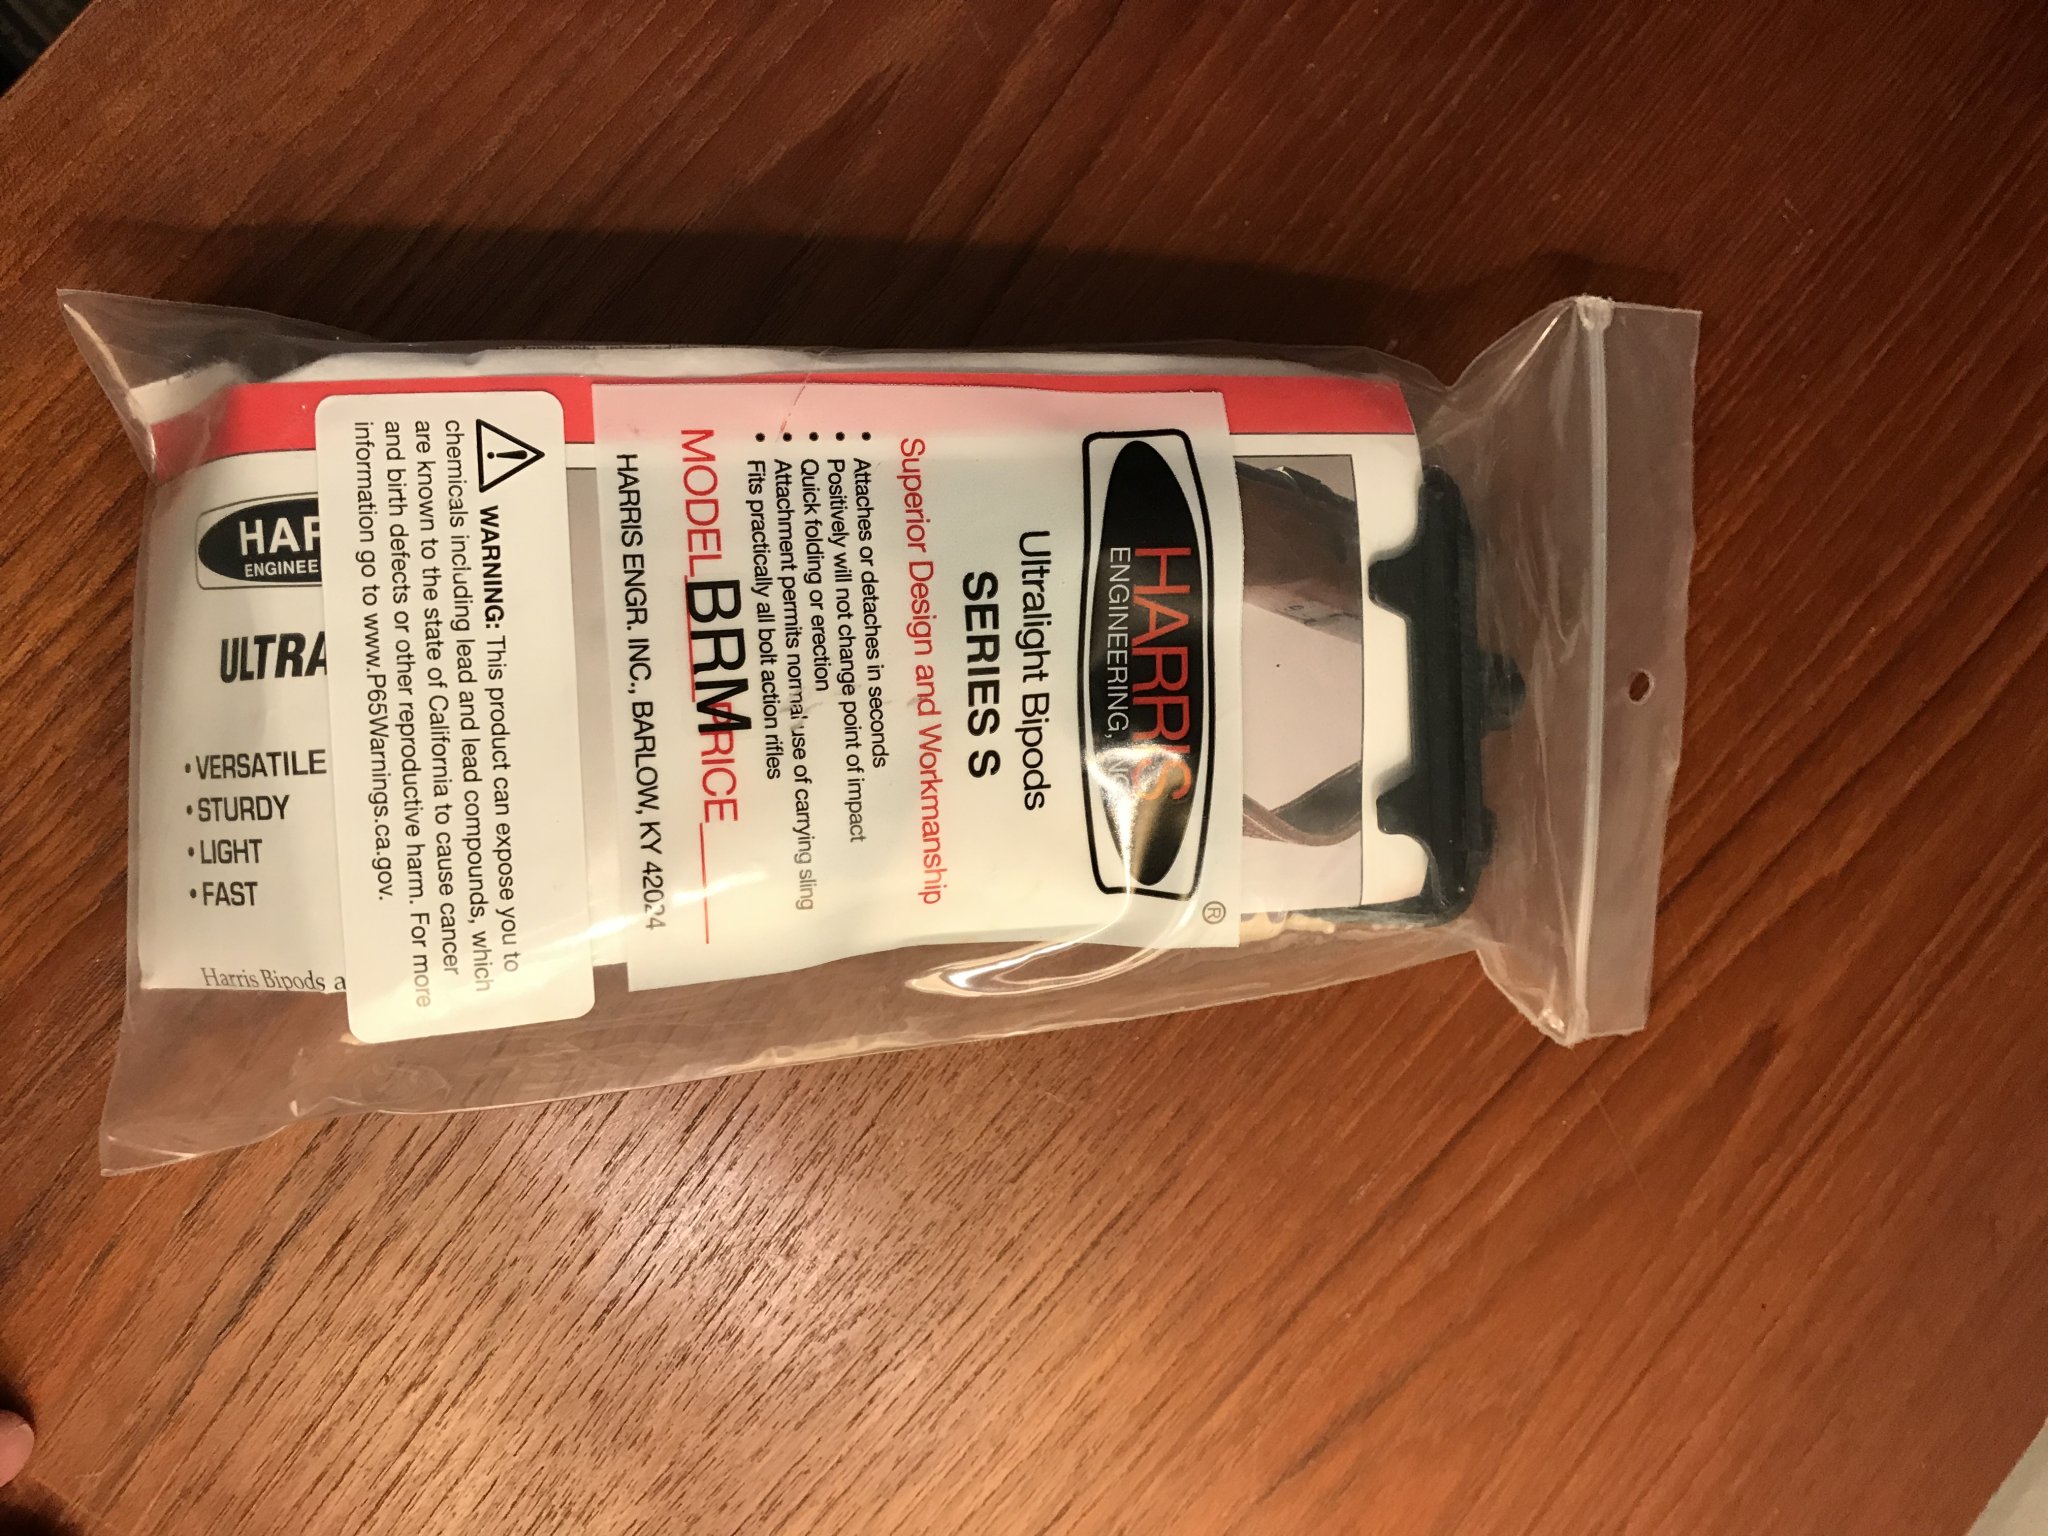 HARRIS
ENGINEERING, INC.
®
Ultralight Bipods
SERIES S
Superior Design and Workmanship
• Attaches or detaches in seconds
• Positively will not change point of impact
• Quick folding or erection
• Attachment permits normal use of carrying sling
• Fits practically all bolt action rifles
MODEL BRM PRICE
HARRIS ENGR. INC., BARLOW, KY 42024
WARNING: This product can expose you to
chemicals including lead and lead compounds, which
are known to the state of California to cause cancer
and birth defects or other reproductive harm. For more
information go to www.P65Warnings.ca.gov.
HAR
ENGINEE
ULTRA
• VERSATILE
• STURDY
• LIGHT
• FAST
Harris Bipods a